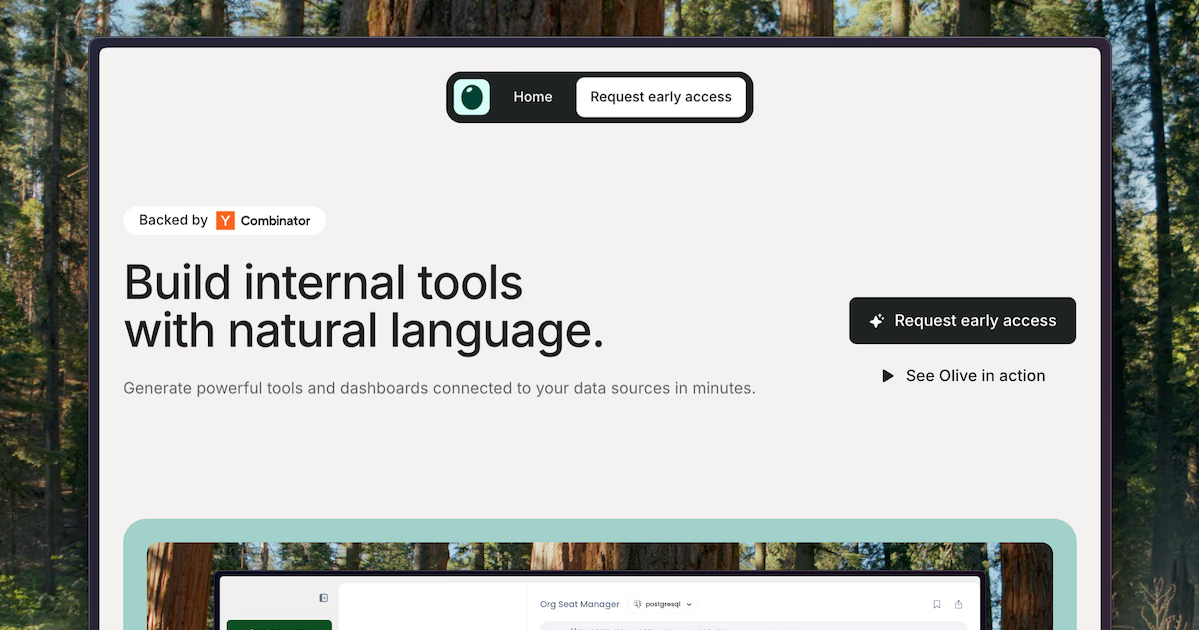 Home
Request early access
Backed by Y Combinator
Build internal tools
with natural language.
Generate powerful tools and dashboards connected to your data sources in minutes.
Request early access
See Olive in action
Org Seat Manager
postgresql